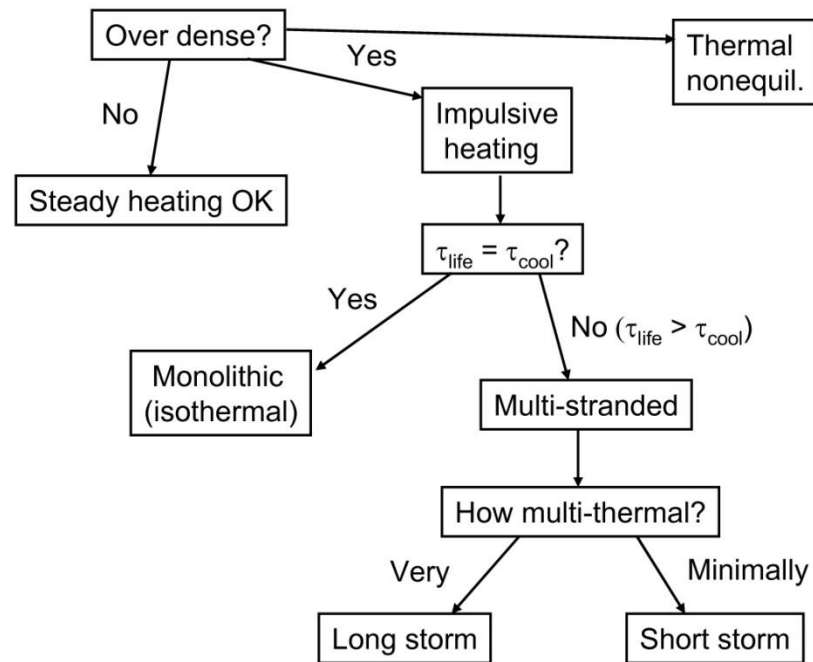 Over dense?
Yes
Thermal
nonequil.
No
Impulsive
heating
Steady heating OK
τlife = τcool?
Yes
No (τlife > τcool)
Monolithic
(isothermal)
Multi-stranded
How multi-thermal?
Very
Minimally
Long storm
Short storm